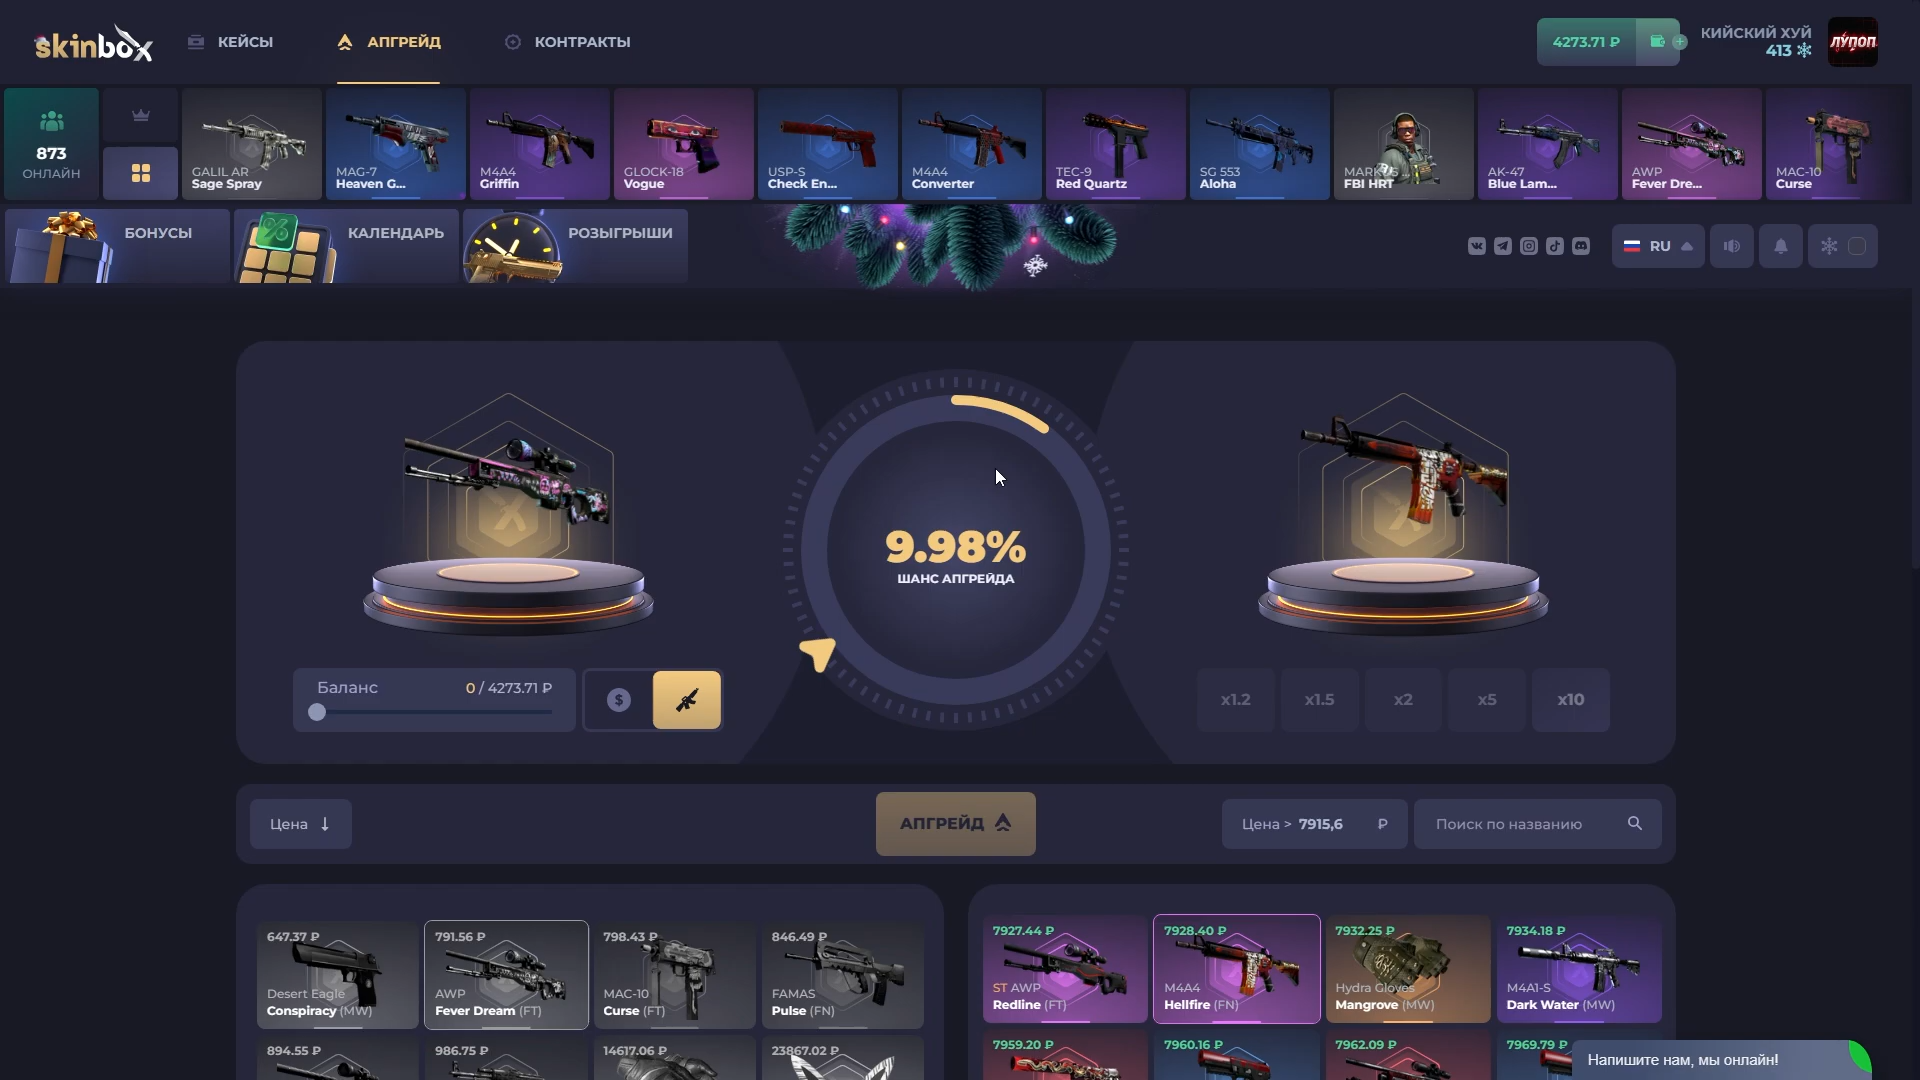 skinbox
КЕЙСЫ
АПГРЕЙД
КОНТРАКТЫ
4273.71 ₽
КИЙСКИЙ ХУЙ
413
ЛУПОП
873
ОНЛАЙН
GALIL AR
Sage Spray
MAG-7
Heaven G...
M4A4
Griffin
GLOCK-18
Vogue
USP-S
Check En...
M4A4
Converter
TEC-9
Red Quartz
SG 553
Aloha
FBI HRT
AK-47
Blue Lam...
AWP
Fever Dre...
MAC-10
Curse
БОНУСЫ
КАЛЕНДАРЬ
РОЗЫГРЫШИ
RU
9.98%
ШАНС АПГРЕЙДА
Баланс
0 / 4273.71 ₽
x1.2
x1.5
x2
x5
x10
Цена
АПГРЕЙД
Цена > 7915,6 ₽
Поиск по названию
647.37 ₽
Desert Eagle
Conspiracy (MW)
791.56 ₽
AWP
Fever Dream (FT)
798.43 ₽
MAC-10
Curse (FT)
846.49 ₽
FAMAS
Pulse (FN)
7927.44 ₽
ST AWP
Redline (FT)
7928.40 ₽
M4A4
Hellfire (FN)
7932.25 ₽
Hydra Gloves
Mangrove (MW)
7934.18 ₽
M4A1-S
Dark Water (MW)
894.55 ₽
986.75 ₽
14617.06 ₽
23867.02 ₽
7959.20 ₽
7960.16 ₽
7962.09 ₽
7969.79 ₽
Напишите нам, мы онлайн!